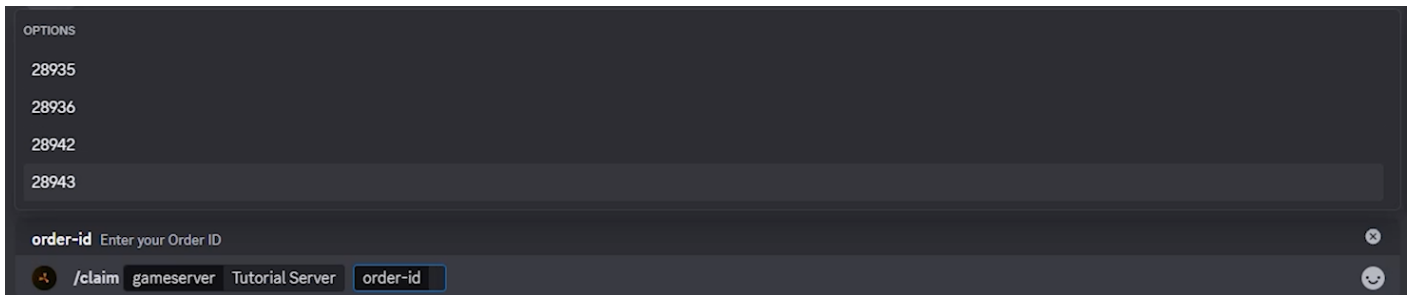 OPTIONS
28935
28936
28942
28943
order-id Enter your Order ID
/claim gameserver Tutorial Server order-id